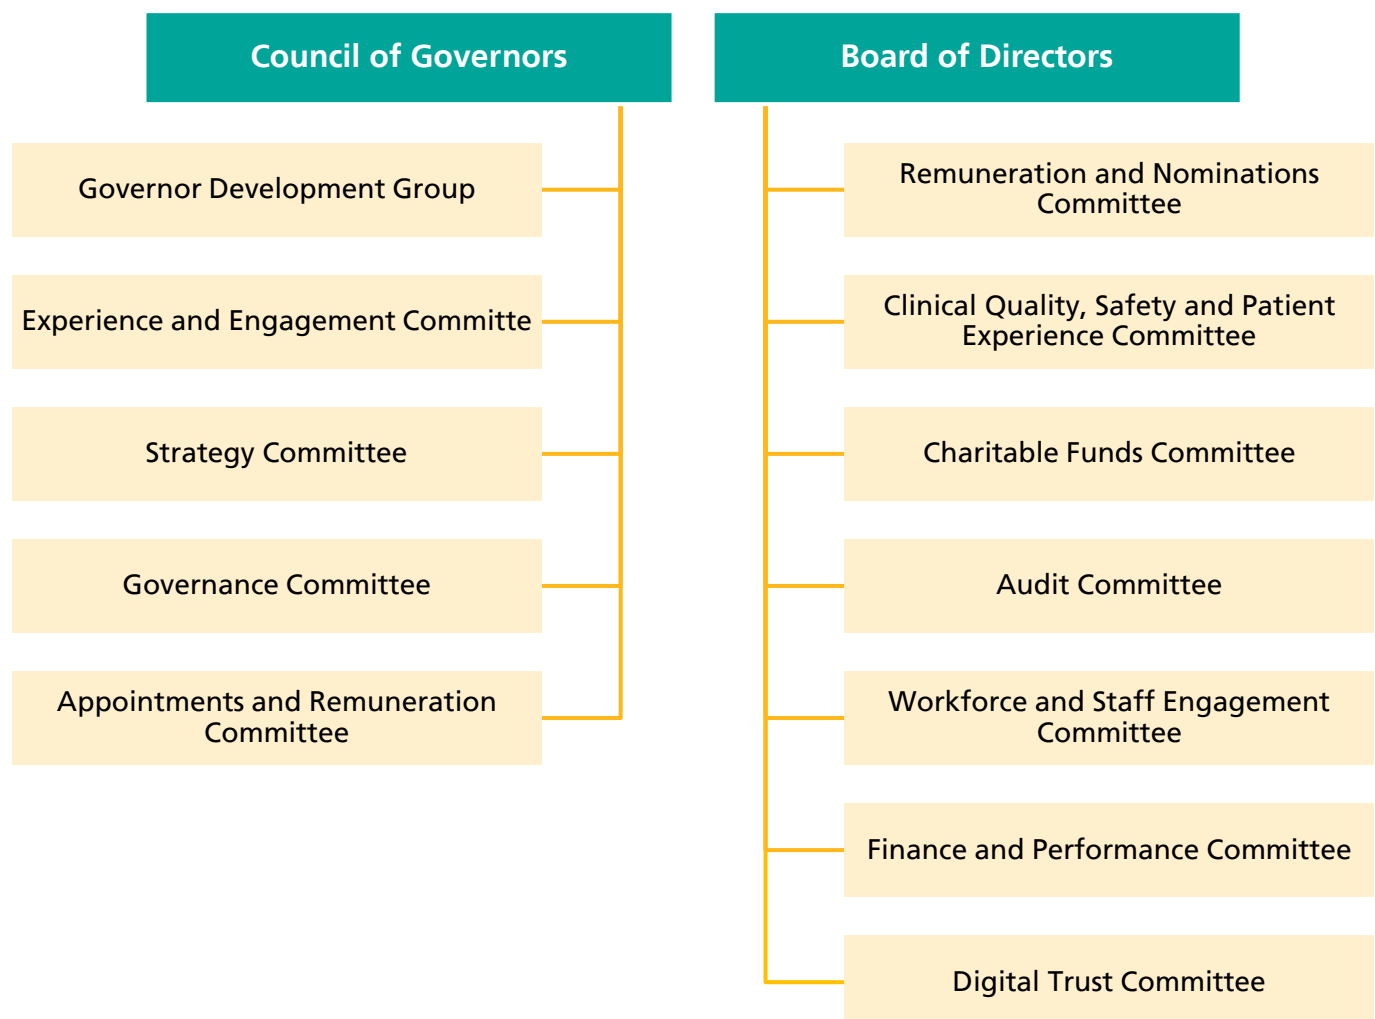 Council of Governors
Governor Development Group
Experience and Engagement Committe
Strategy Committee
Governance Committee
Appointments and Remuneration
Committee
Board of Directors
Remuneration and Nominations
Committee
Clinical Quality, Safety and Patient
Experience Committee
Charitable Funds Committee
Audit Committee
Workforce and Staff Engagement
Committee
Finance and Performance Committee
Digital Trust Committee